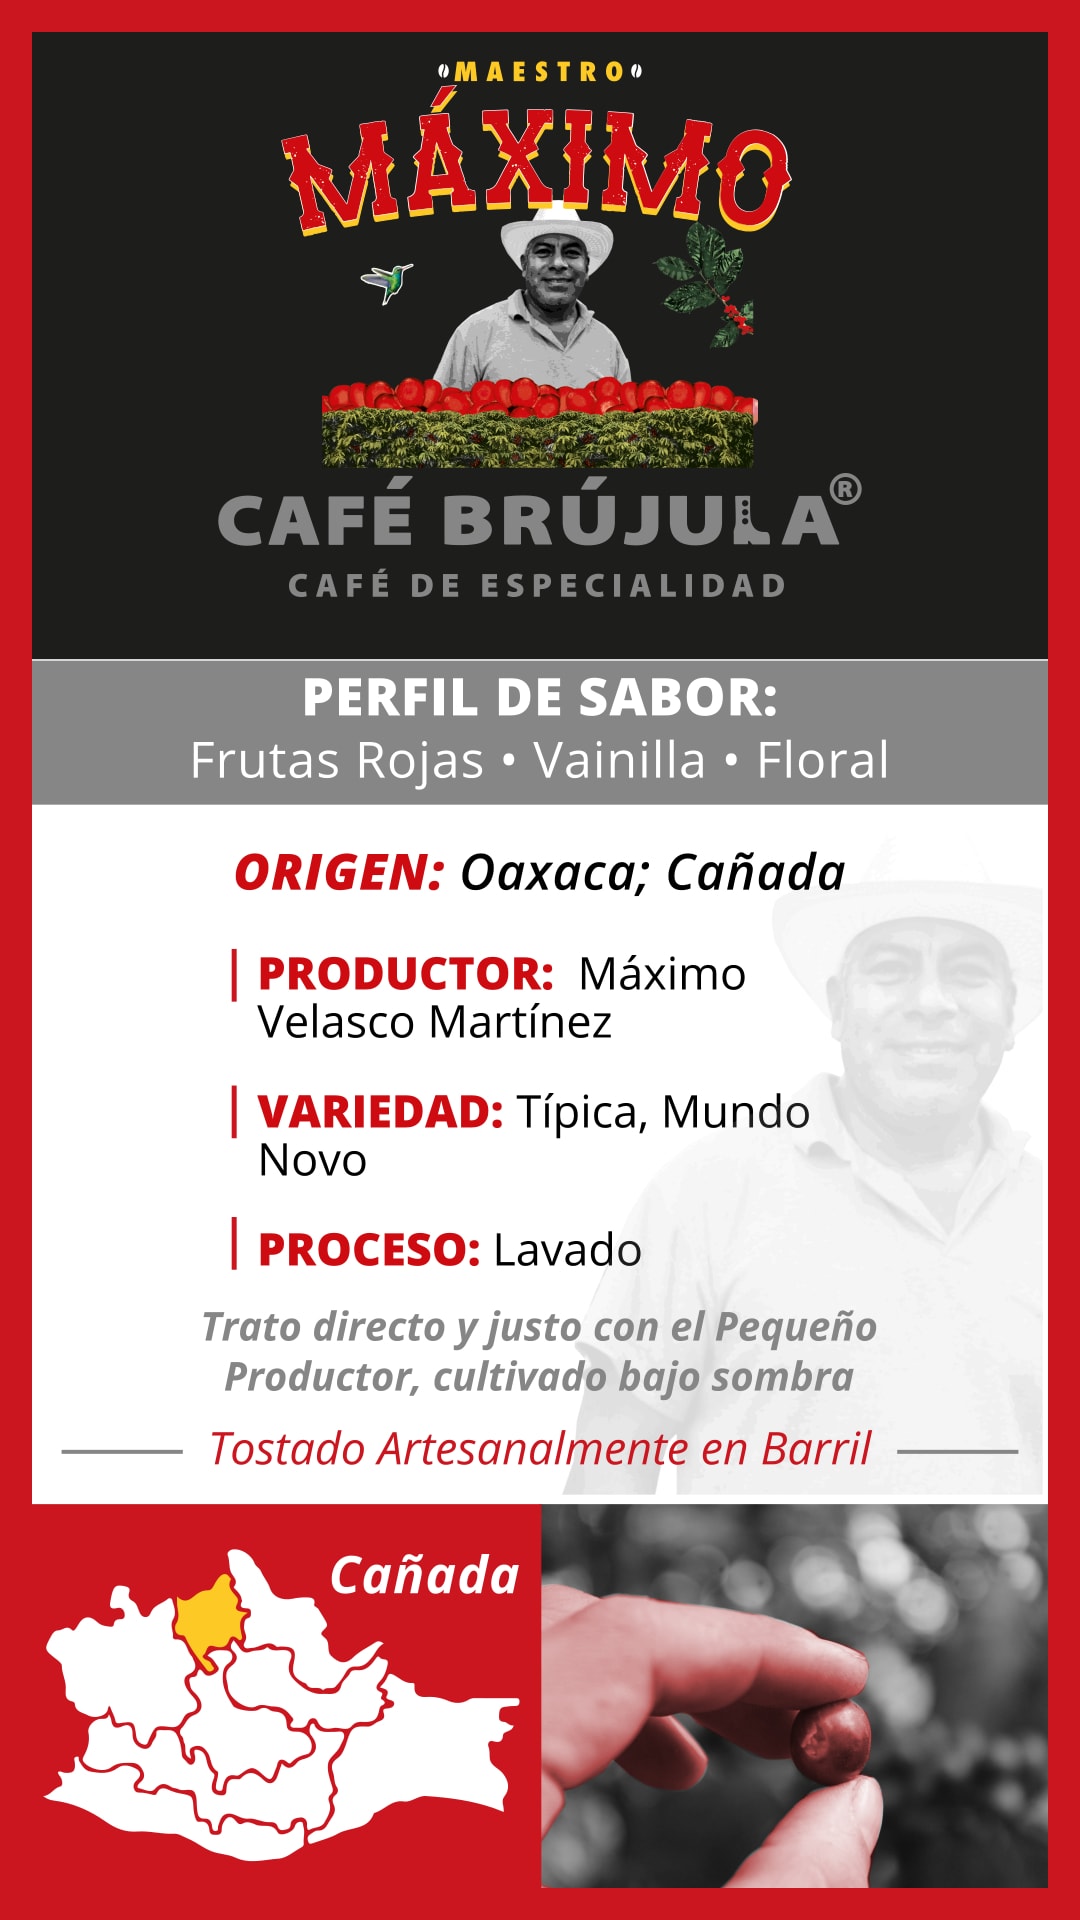 MAESTRO
MÁXIMO
CAFÉ BRÚJULA®
CAFÉ DE ESPECIALIDAD
PERFIL DE SABOR:
Frutas Rojas • Vainilla • Floral
ORIGEN: Oaxaca; Cañada
PRODUCTOR: Máximo
Velasco Martínez
VARIEDAD: Típica, Mundo
Novo
PROCESO: Lavado
Trato directo y justo con el Pequeño
Productor, cultivado bajo sombra
Tostado Artesanalmente en Barril
Cañada